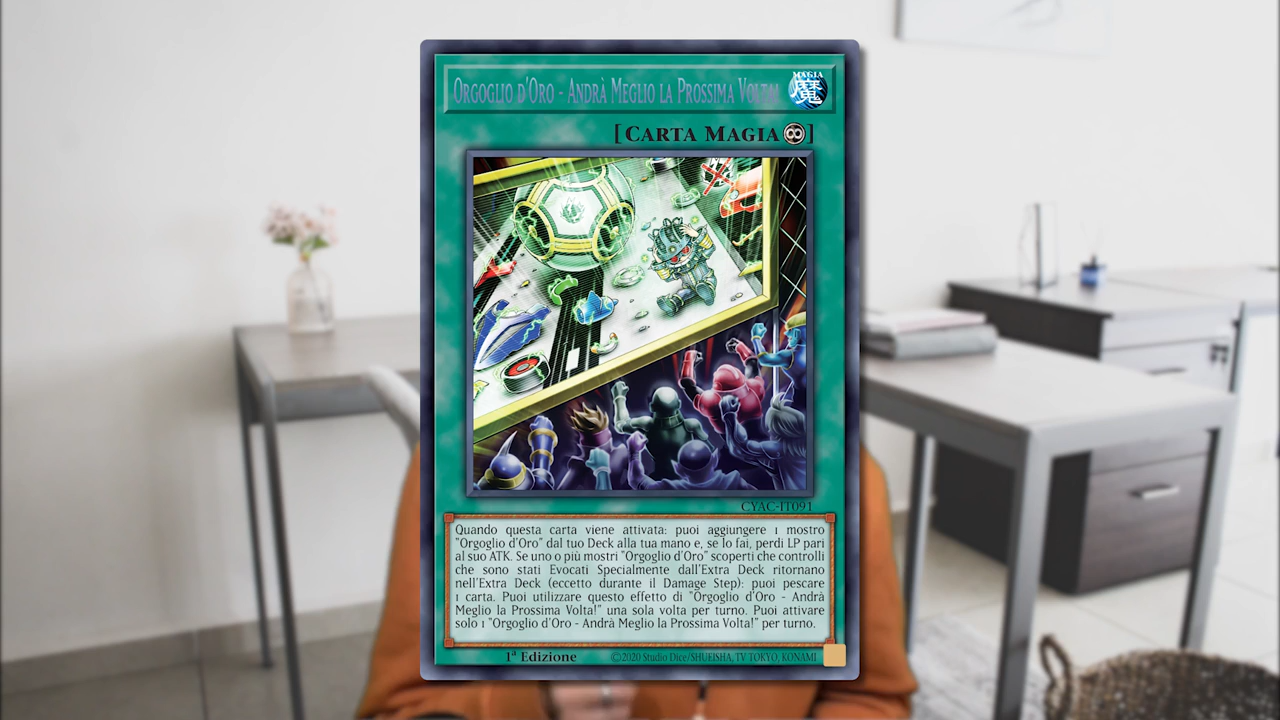 Orgoglio d'Oro - Andrà Meglio la Prossima Volta!
MAGIA
魔
[Carta Magia]
CYAC-IT091
Quando questa carta viene attivata: puoi aggiungere 1 mostro
"Orgoglio d'Oro" dal tuo Deck alla tua mano e, se lo fai, perdi LP pari
al suo ATK. Se uno o più mostri "Orgoglio d'Oro" scoperti che controlli
che sono stati Evocati Specialmente dall'Extra Deck ritornano
nell'Extra Deck (eccetto durante il Damage Step): puoi pescare
1 carta. Puoi utilizzare questo effetto di "Orgoglio d'Oro - Andrà
Meglio la Prossima Volta!" una sola volta per turno. Puoi attivare
solo 1 "Orgoglio d'Oro - Andrà Meglio la Prossima Volta!" per turno.
1ª Edizione
©2020 Studio Dice/SHUEISHA, TV TOKYO, KONAMI